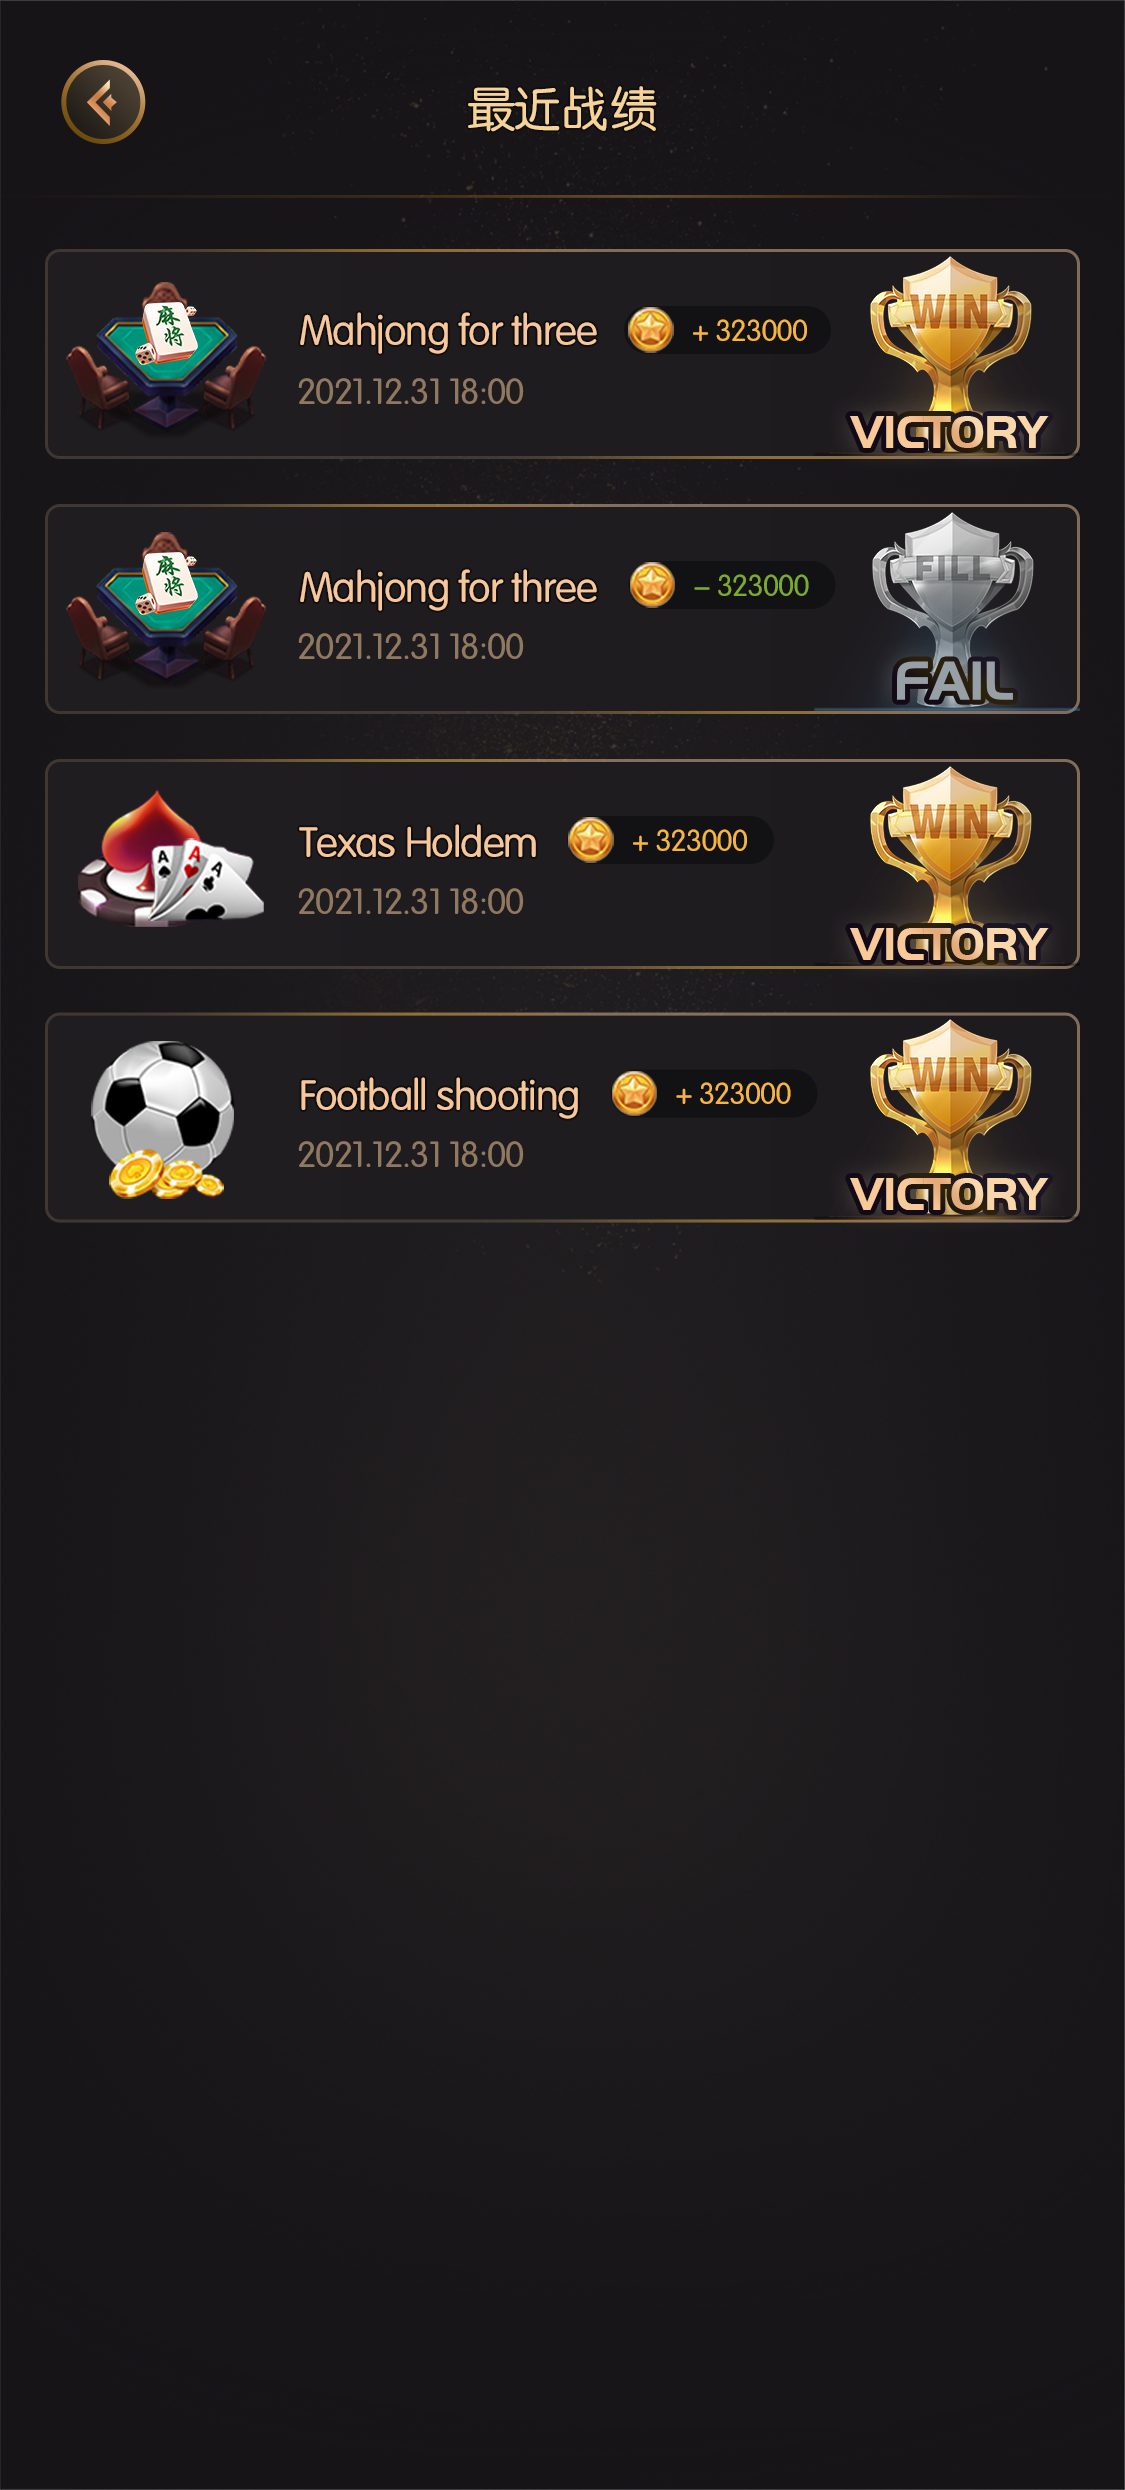 最近战绩
麻将
Mahjong for three
+ 323000
WIN
2021.12.31 18:00
VICTORY
麻将
Mahjong for three
– 323000
FILL
2021.12.31 18:00
FAIL
A A A
Texas Holdem
+ 323000
WIN
2021.12.31 18:00
VICTORY
Football shooting
+ 323000
WIN
2021.12.31 18:00
VICTORY